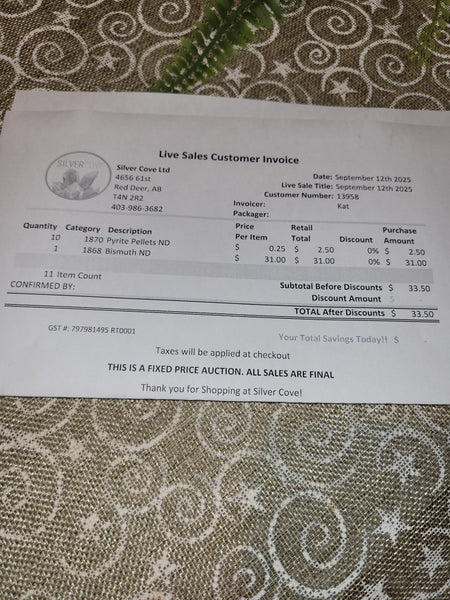 Live Sales Customer Invoice
SILVER COVE
Silver Cove Ltd
4656 61st
Red Deer, AB
T4N 2R2
403-986-3682
Date: September 12th 2025
Live Sale Title: September 12th 2025
Customer Number: 13958
Invoicer: Kat
Packager:
Quantity Category Description Price Per Item Retail Total Discount Purchase Amount
10 1870 Pyrite Pellets ND $ 0.25 $ 2.50 0% $ 2.50
1 1868 Bismuth ND $ 31.00 $ 31.00 0% $ 31.00
11 Item Count
Subtotal Before Discounts $ 33.50
CONFIRMED BY:
Discount Amount $
TOTAL After Discounts $ 33.50
GST #: 797981495 RT0001
Your Total Savings Today!! $
Taxes will be applied at checkout
THIS IS A FIXED PRICE AUCTION. ALL SALES ARE FINAL
Thank you for Shopping at Silver Cove!